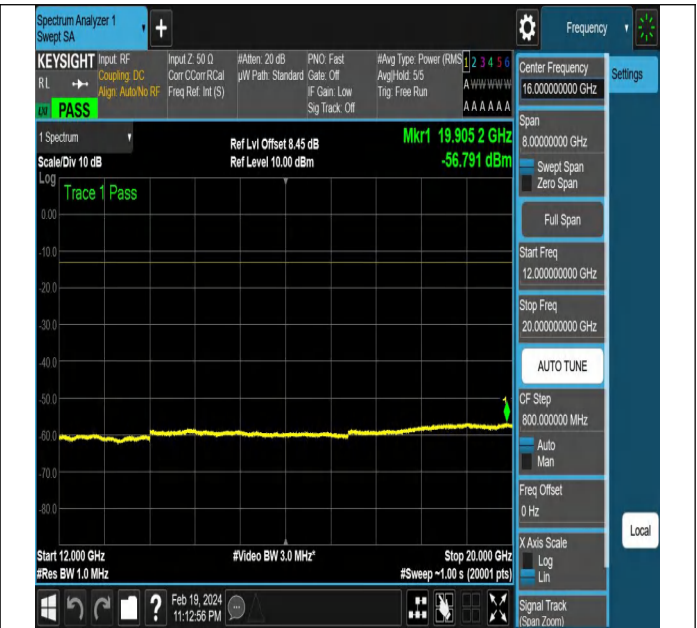 Spectrum Analyzer 1
Swept SA
Frequency
KEYSIGHT
RL
PASS
Input: RF
Coupling: DC
Align: Auto/No RF
Input Z: 50 Ω
Corr CCorr RCal
Freq Ref: Int (S)
#Atten: 20 dB
µW Path: Standard
PNO: Fast
Gate: Off
IF Gain: Low
Sig Track: Off
#Avg Type: Power (RMS
Avg|Hold: 5/5
Trig: Free Run
1 2 3 4 5 6
A W W W W W
A A A A A A
1 Spectrum
Scale/Div 10 dB
Ref Lvl Offset 8.45 dB
Ref Level 10.00 dBm
Mkr1 19.905 2 GHz
-56.791 dBm
Log
Trace 1 Pass
0.00
-10.0
-20.0
-30.0
-40.0
-50.0
-60.0
-70.0
-80.0
1
Start 12.000 GHz
#Res BW 1.0 MHz
#Video BW 3.0 MHz*
Stop 20.000 GHz
#Sweep ~1.00 s (20001 pts)
Feb 19, 2024
11:12:56 PM
?
Center Frequency
16.000000000 GHz
Settings
Span
8.00000000 GHz
Swept Span
Zero Span
Full Span
Start Freq
12.000000000 GHz
Stop Freq
20.000000000 GHz
AUTO TUNE
CF Step
800.000000 MHz
Auto
Man
Freq Offset
0 Hz
X Axis Scale
Log
Lin
Local
Signal Track
(Span Zoom)